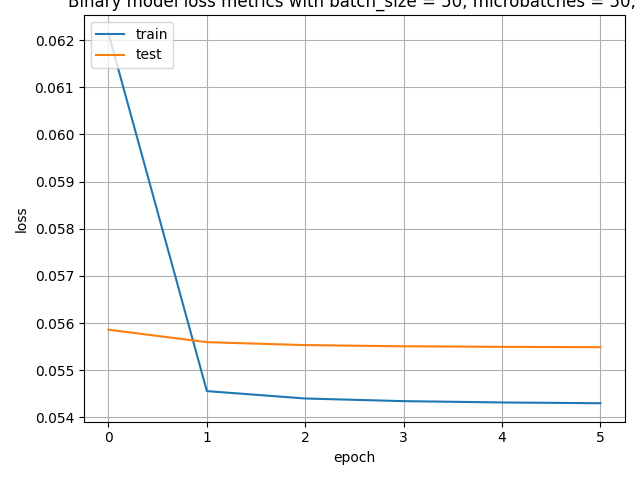 Binary model loss metrics with batch_size = 50, microbatches = 50,
train
test
0.062
0.061
0.060
0.059
0.058
0.057
0.056
0.055
0.054
loss
0 1 2 3 4 5
epoch